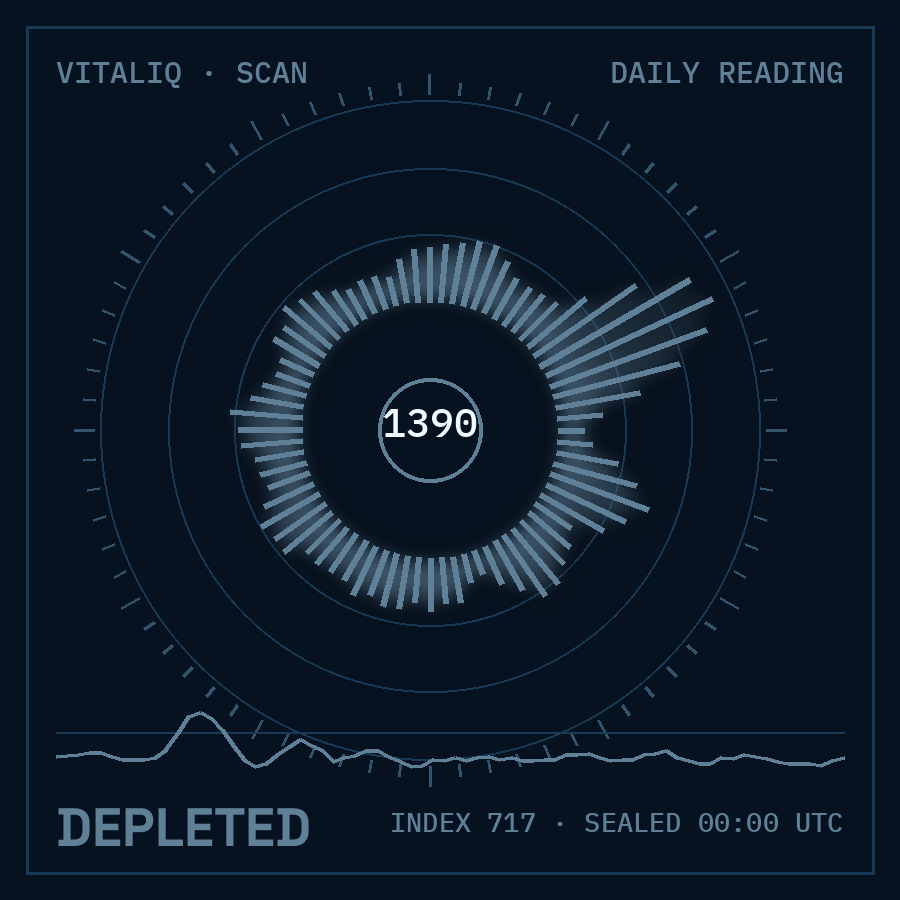 VITALIQ · SCAN
DAILY READING
1390
DEPLETED
INDEX 717 · SEALED 00:00 UTC